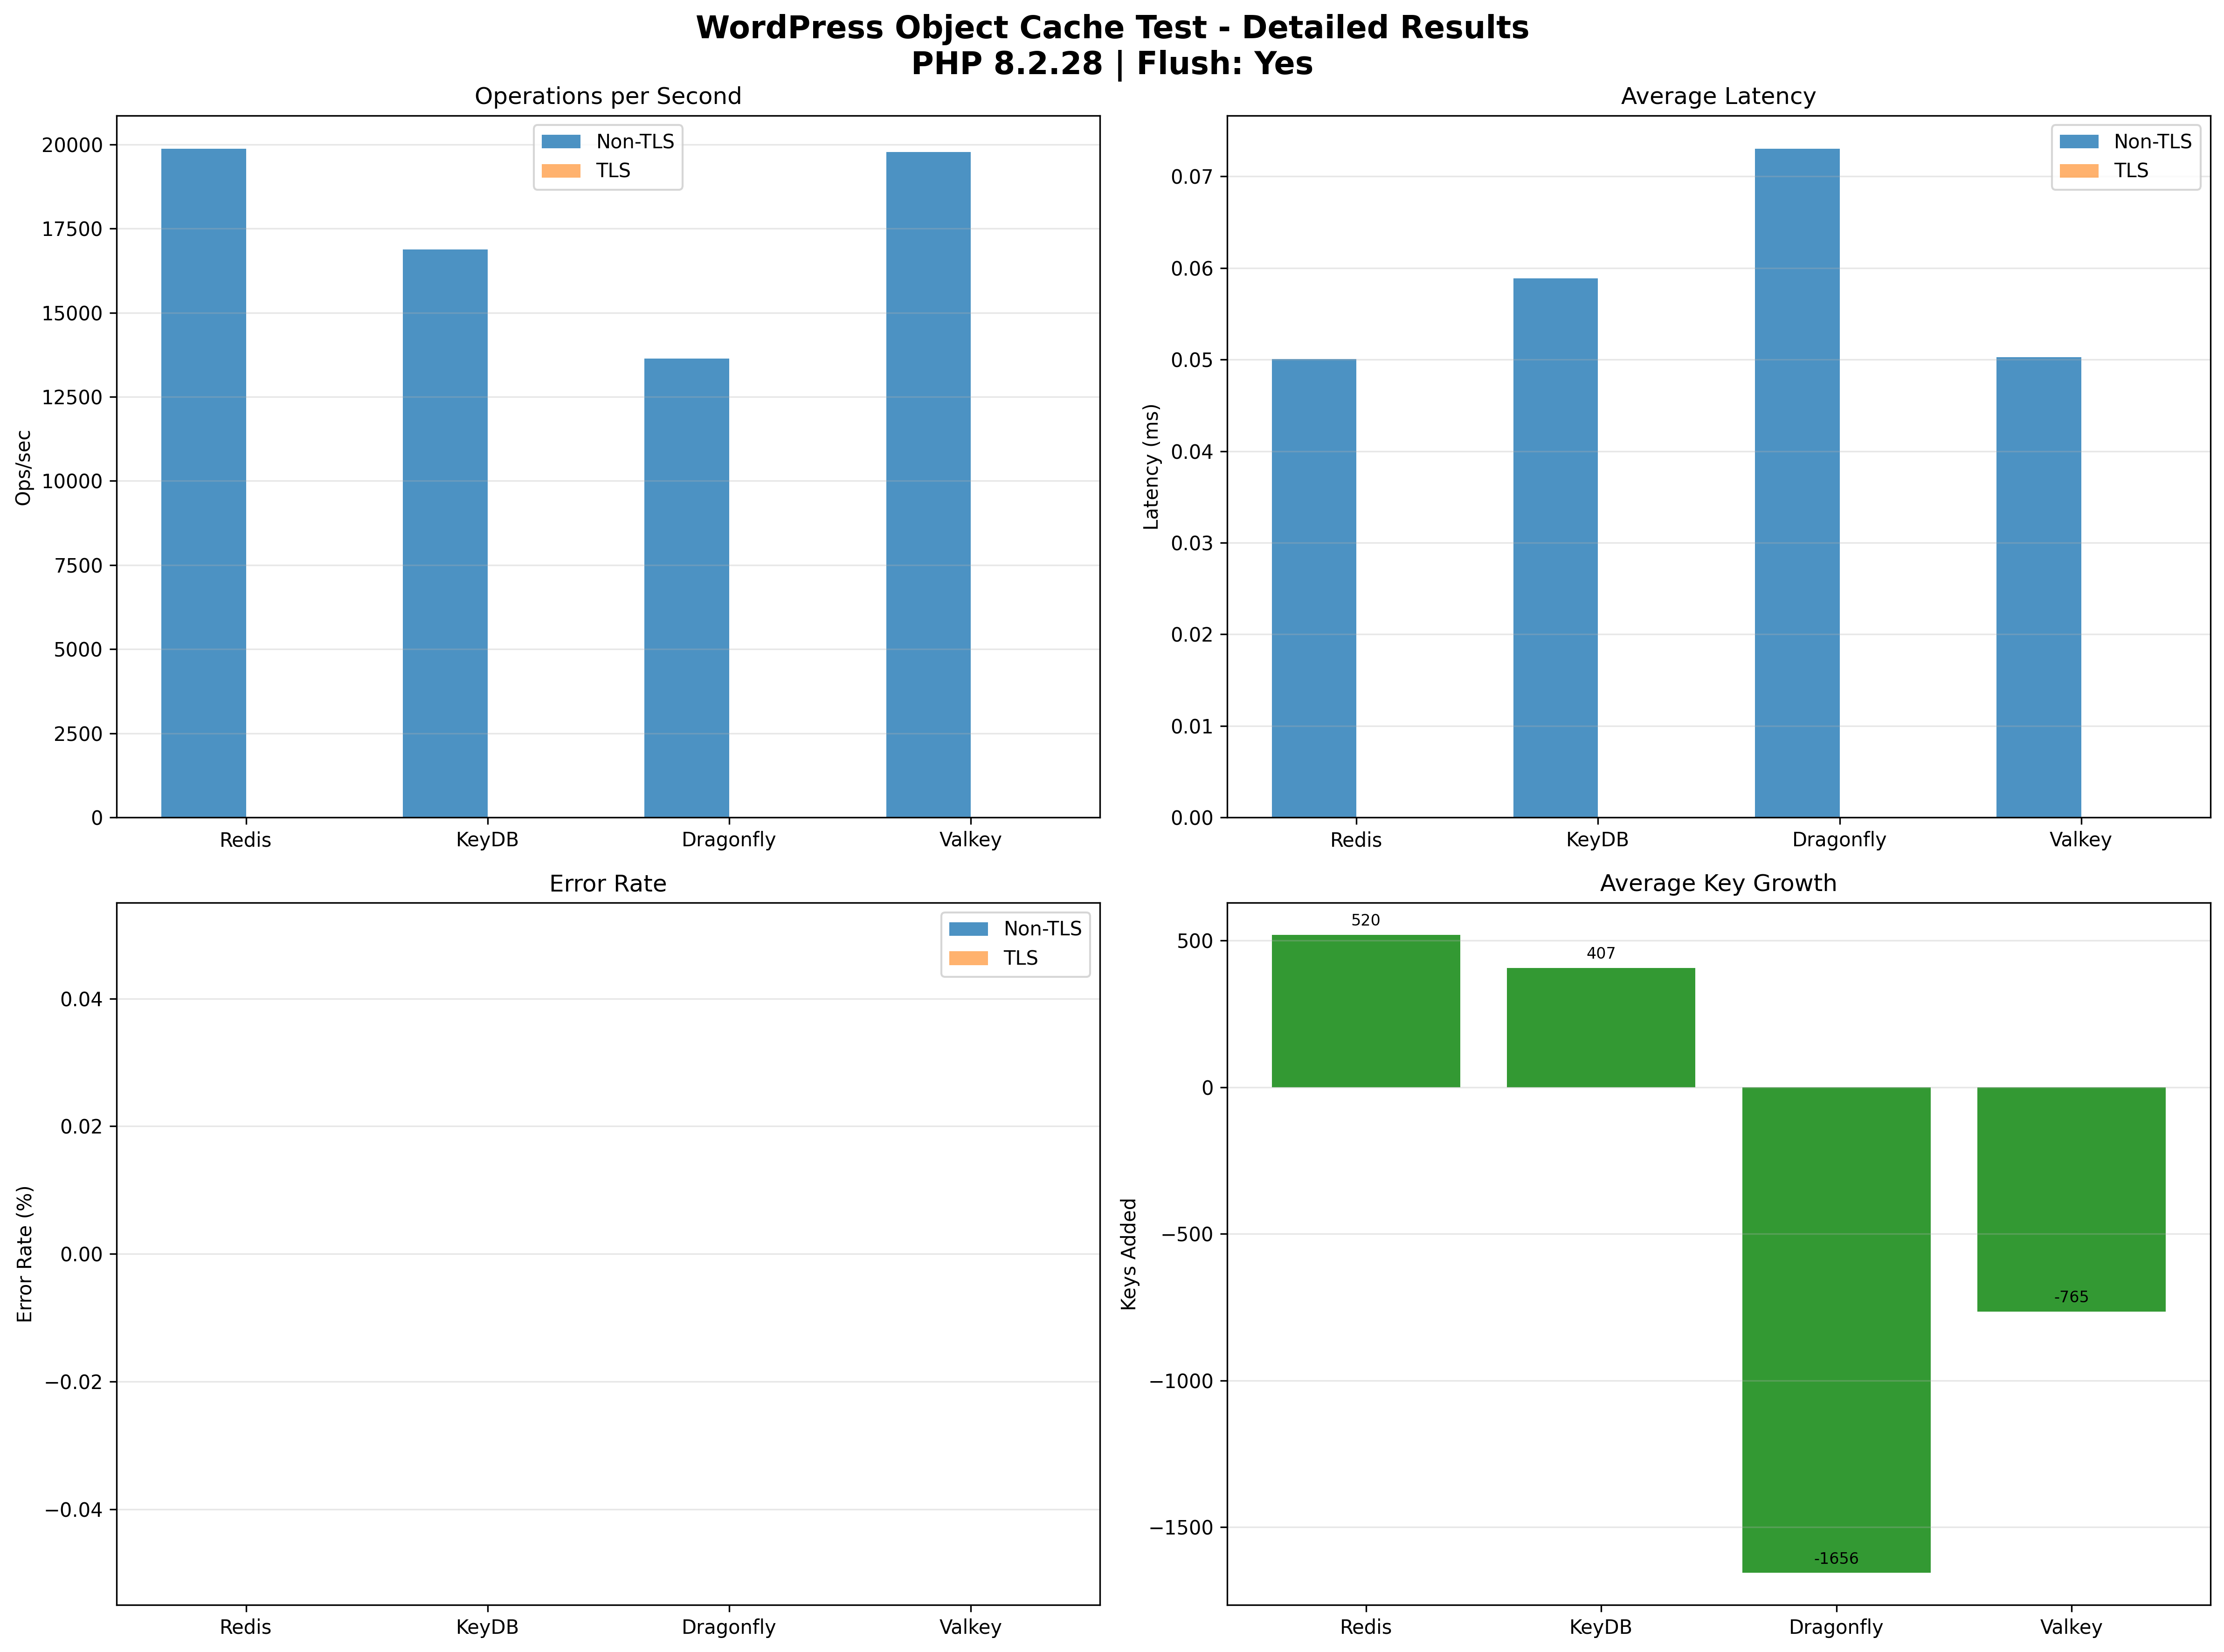 WordPress Object Cache Test - Detailed Results
PHP 8.2.28 | Flush: Yes
Operations per Second
Non-TLS
TLS
Ops/sec
20000
17500
15000
12500
10000
7500
5000
2500
0
Redis KeyDB Dragonfly Valkey
Average Latency
Non-TLS
TLS
Latency (ms)
0.07
0.06
0.05
0.04
0.03
0.02
0.01
0.00
Redis KeyDB Dragonfly Valkey
Error Rate
Non-TLS
TLS
Error Rate (%)
0.04
0.02
0.00
−0.02
−0.04
Redis KeyDB Dragonfly Valkey
Average Key Growth
Keys Added
500
0
−500
−1000
−1500
520
407
-1656
-765
Redis KeyDB Dragonfly Valkey